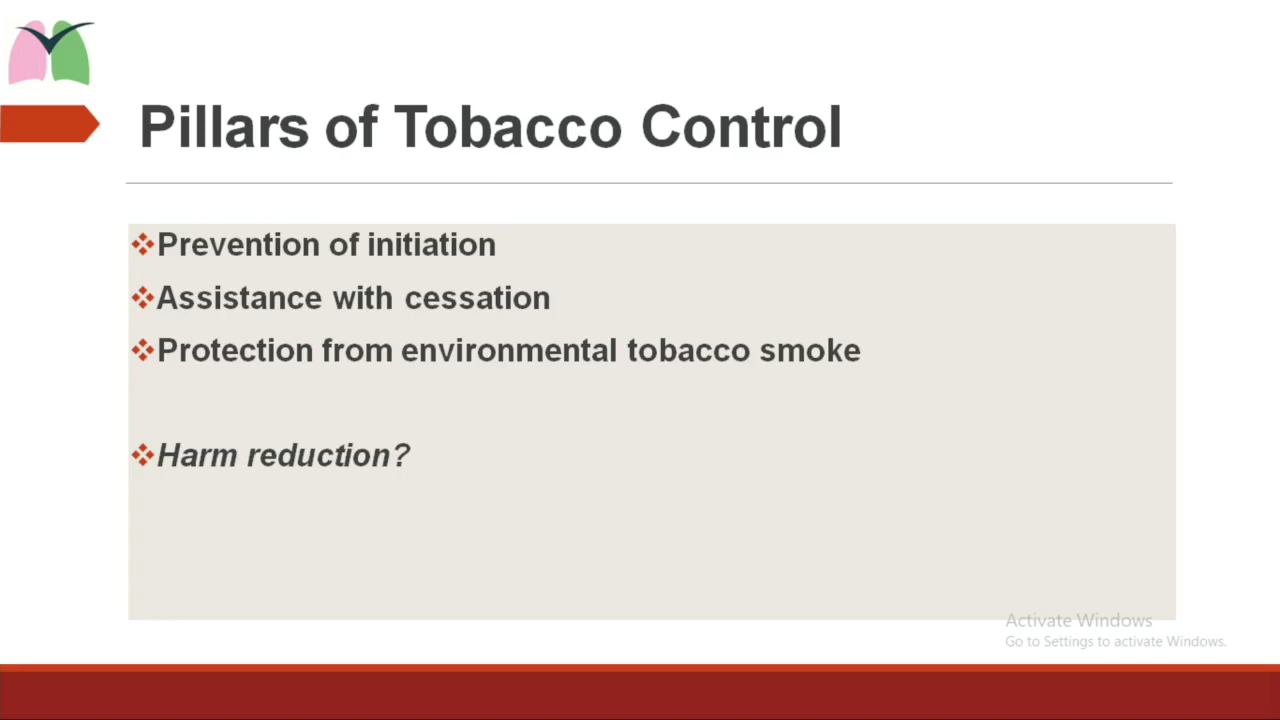 Pillars of Tobacco Control
Prevention of initiation
Assistance with cessation
Protection from environmental tobacco smoke
Harm reduction?
Activate Windows
Go to Settings to activate Windows.